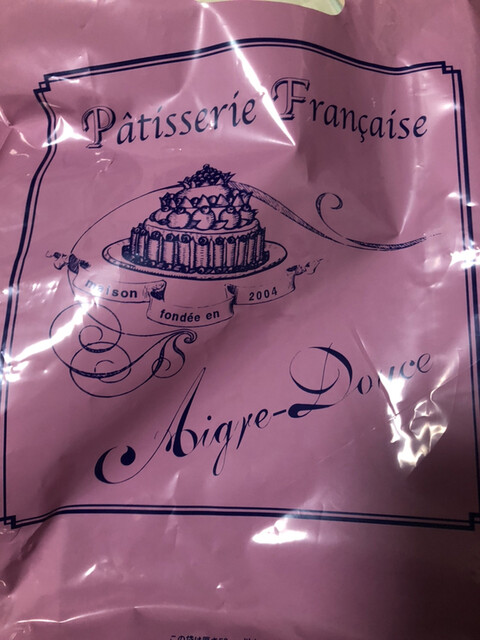 Pâtisserie Française
maison
fondée en
2004
Aigre-Douce